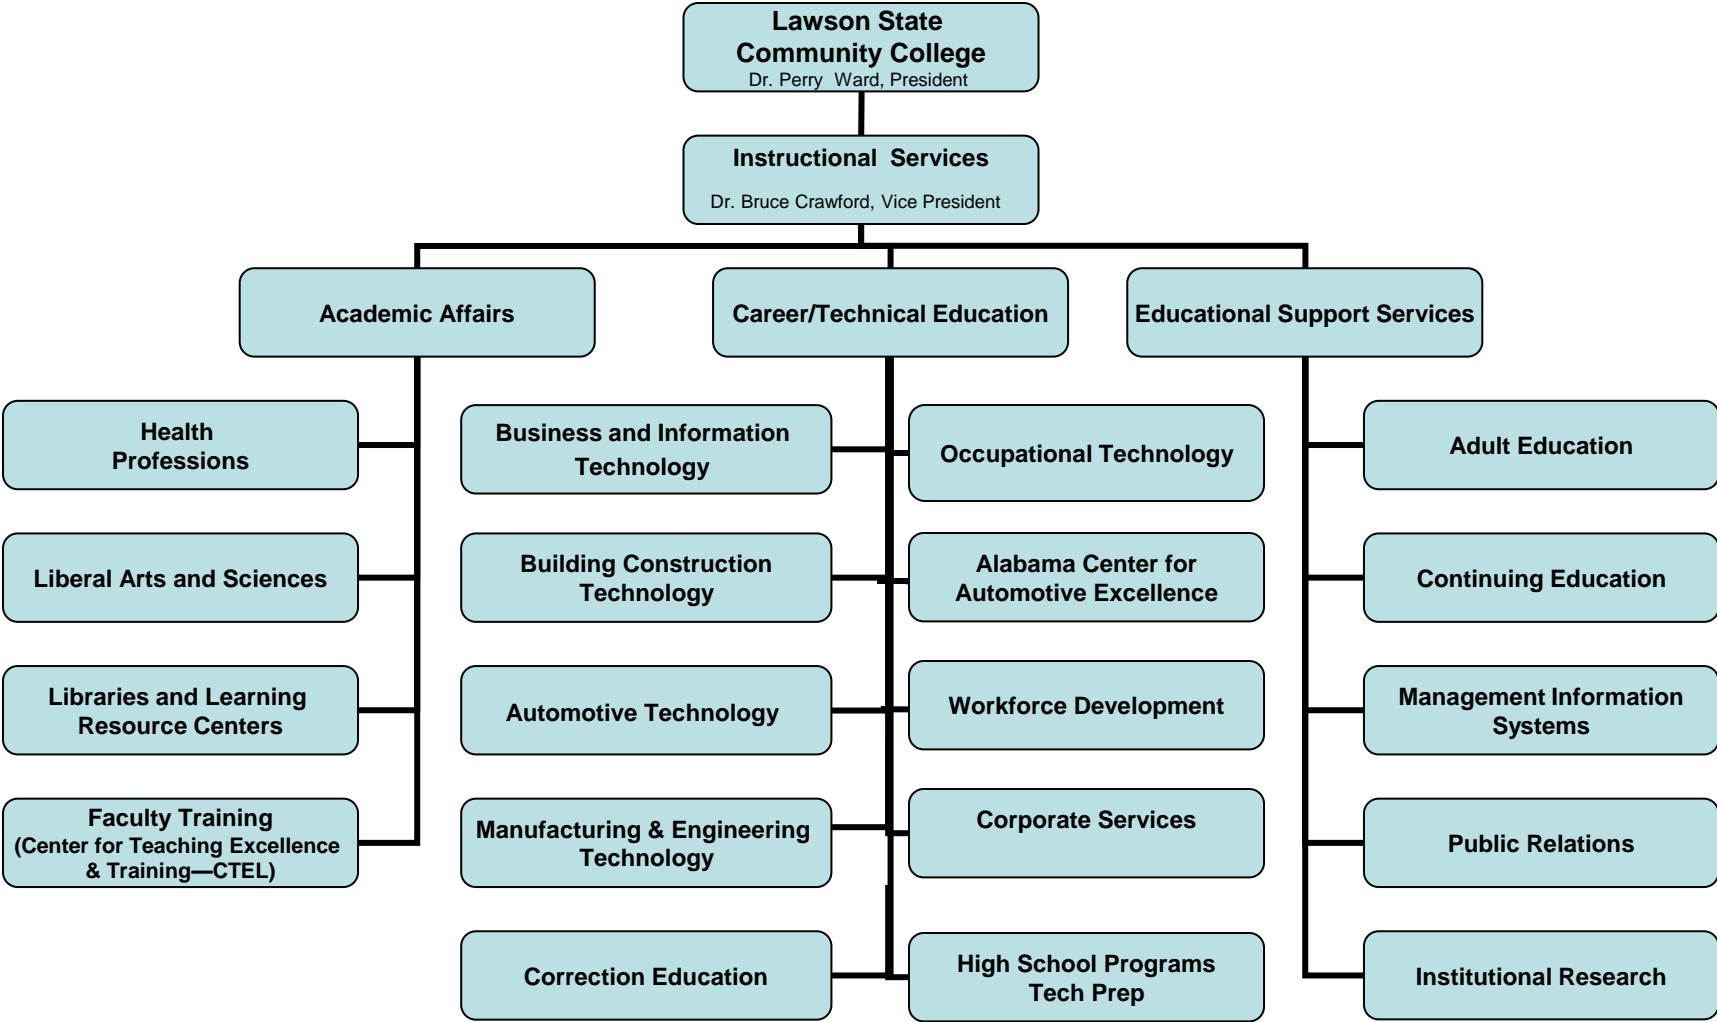 Lawson State
Community College
Dr. Perry Ward, President
Instructional Services
Dr. Bruce Crawford, Vice President
Academic Affairs
Career/Technical Education
Educational Support Services
Health
Professions
Liberal Arts and Sciences
Libraries and Learning
Resource Centers
Faculty Training
(Center for Teaching Excellence
& Training—CTEL)
Business and Information
Technology
Building Construction
Technology
Automotive Technology
Manufacturing & Engineering
Technology
Correction Education
Occupational Technology
Alabama Center for
Automotive Excellence
Workforce Development
Corporate Services
High School Programs
Tech Prep
Adult Education
Continuing Education
Management Information
Systems
Public Relations
Institutional Research